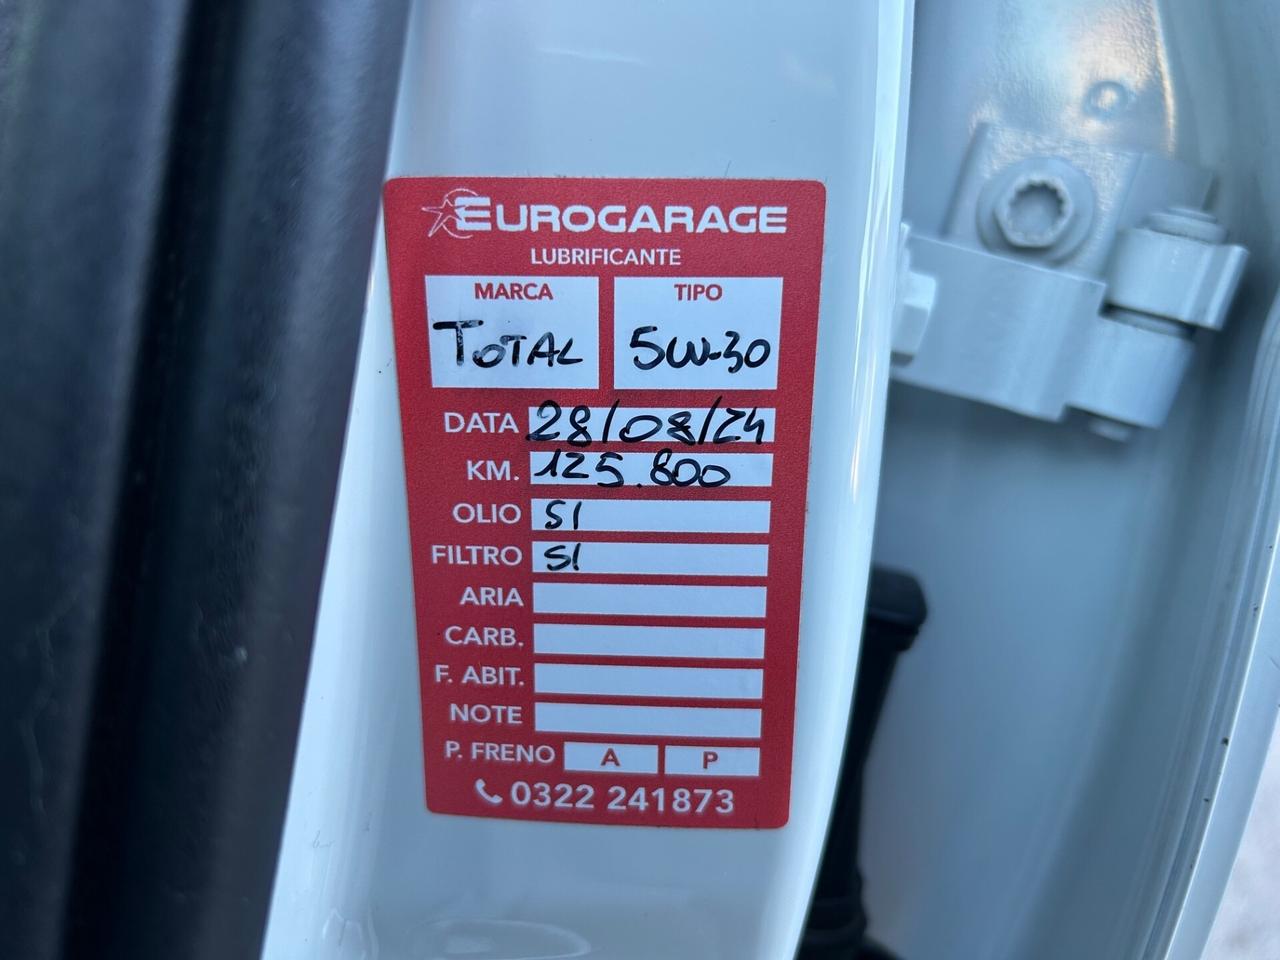 EUROGARAGE
LUBRIFICANTE
MARCA TIPO
TOTAL 5W-30
DATA 28/08/24
KM. 125.800
OLIO SI
FILTRO SI
ARIA
CARB.
F. ABIT.
NOTE
P. FRENO A P
0322 241873